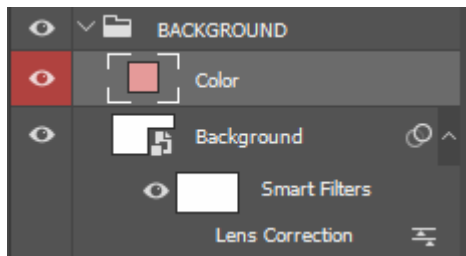 BACKGROUND
Color
Background
Smart Filters
Lens Correction